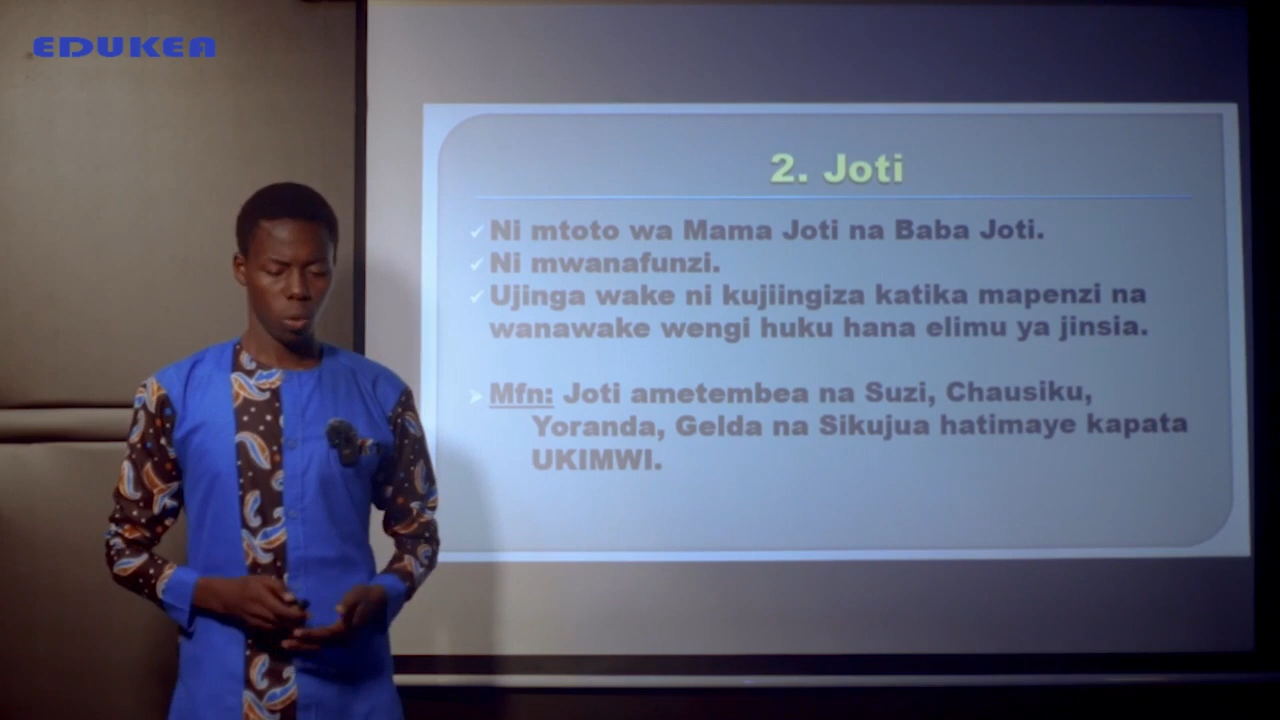 EDUKEA
2. Joti
Ni mtoto wa Mama Joti na Baba Joti.
Ni mwanafunzi.
Ujinga wake ni kujiingiza katika mapenzi na
wanawake wengi huku hana elimu ya jinsia.
Mfn: Joti ametembea na Suzi, Chausiku,
Yoranda, Gelda na Sikujua hatimaye kapata
UKIMWI.